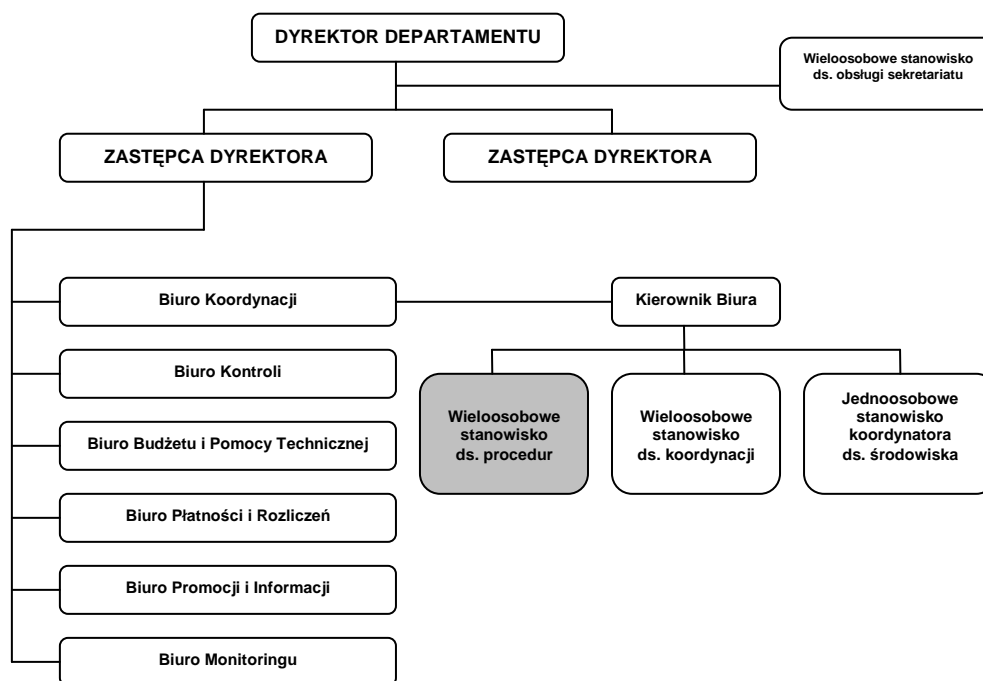 DYREKTOR DEPARTAMENTU
Wieloosobowe stanowisko
ds. obsługi sekretariatu
ZASTĘPCA DYREKTORA
ZASTĘPCA DYREKTORA
Biuro Koordynacji
Kierownik Biura
Biuro Kontroli
Wieloosobowe
stanowisko
ds. procedur
Wieloosobowe
stanowisko
ds. koordynacji
Jednoosobowe
stanowisko
koordynatora
ds. środowiska
Biuro Budżetu i Pomocy Technicznej
Biuro Płatności i Rozliczeń
Biuro Promocji i Informacji
Biuro Monitoringu